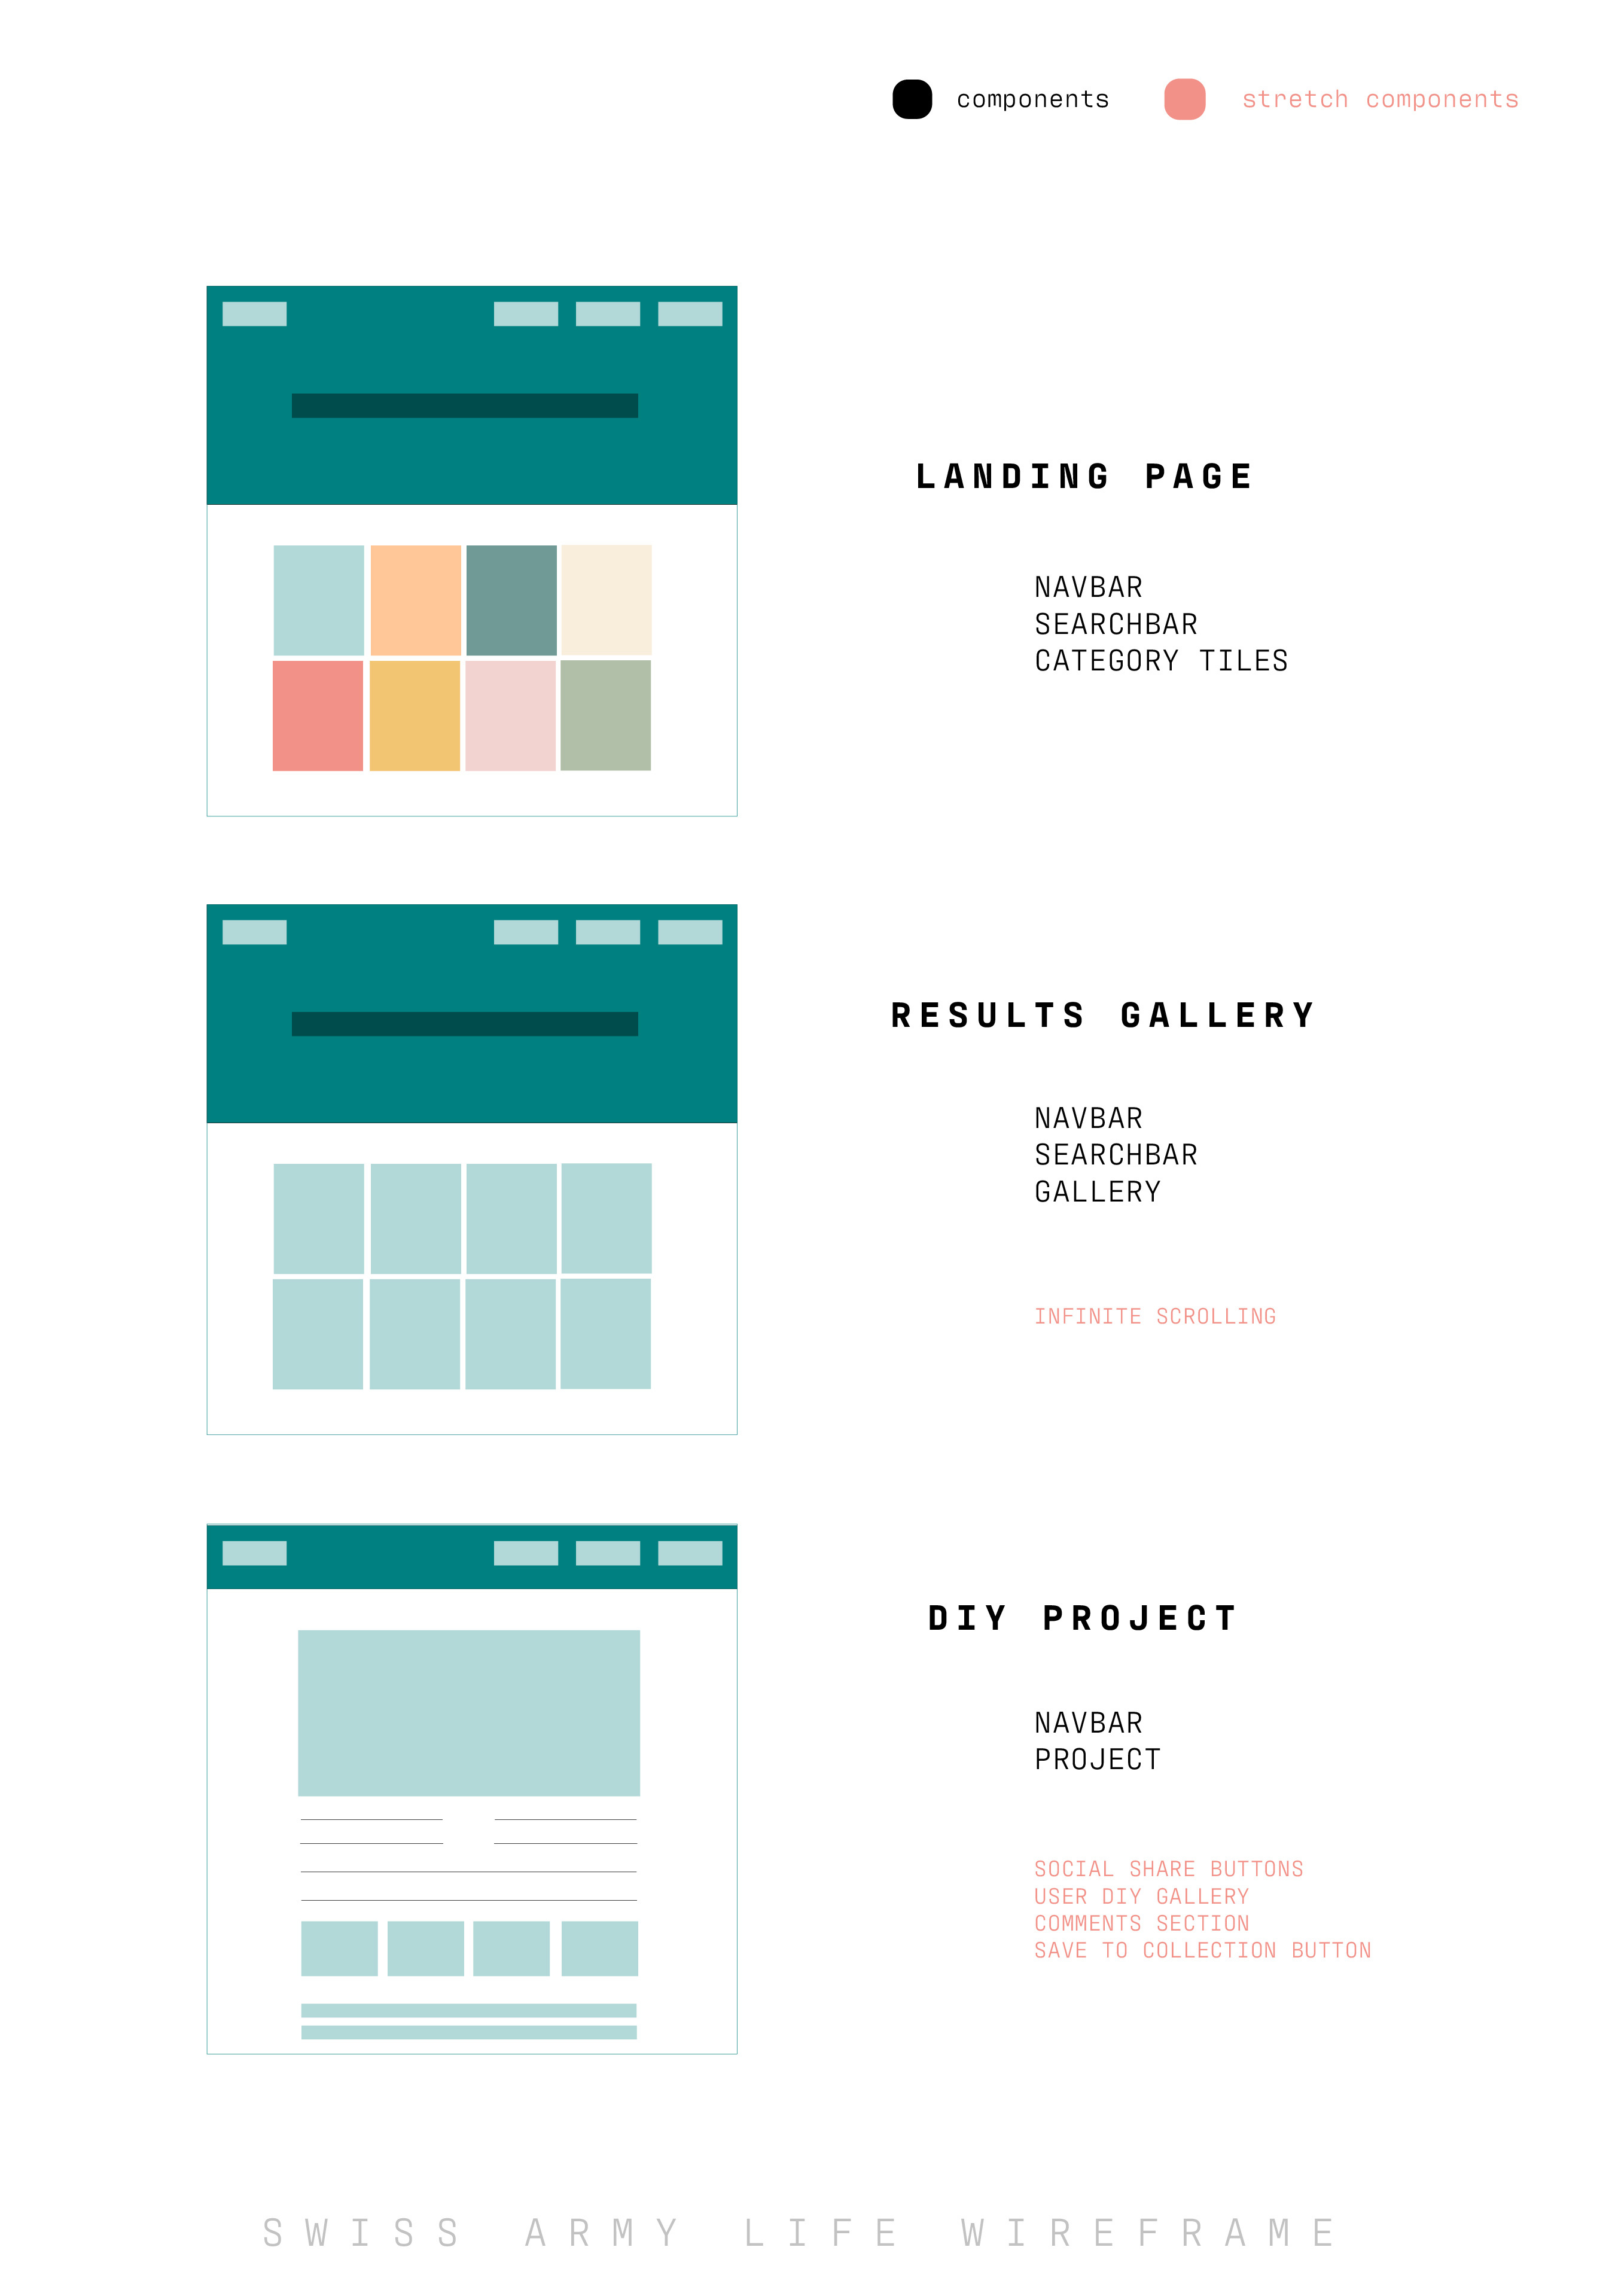 components stretch components
LANDING PAGE
NAVBAR
SEARCHBAR
CATEGORY TILES
RESULTS GALLERY
NAVBAR
SEARCHBAR
GALLERY
INFINITE SCROLLING
DIY PROJECT
NAVBAR
PROJECT
SOCIAL SHARE BUTTONS
USER DIY GALLERY
COMMENTS SECTION
SAVE TO COLLECTION BUTTON
SWISS ARMY LIFE WIREFRAME